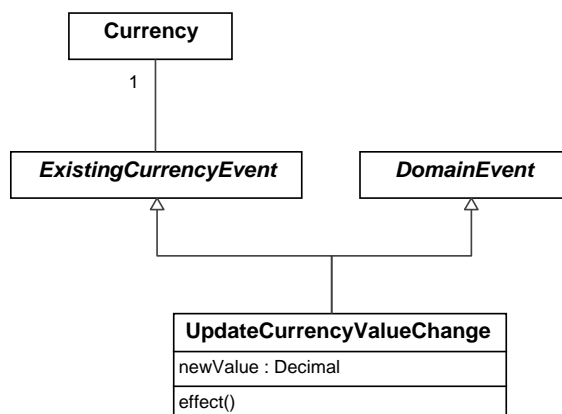 Currency
1
ExistingCurrencyEvent
DomainEvent
UpdateCurrencyValueChange
newValue : Decimal
effect()